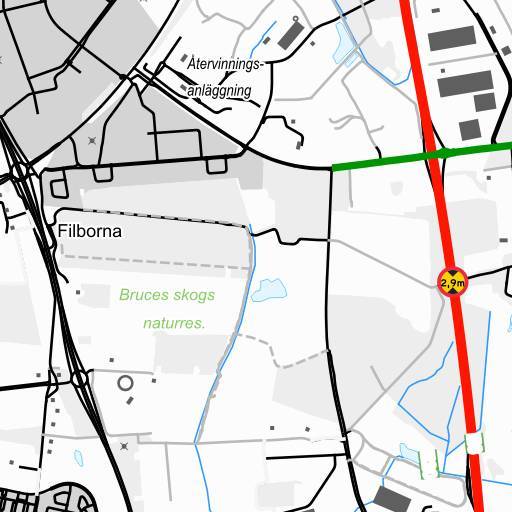 Återvinnings-
anläggning
Filborna
2,9m
Bruces skogs
naturres.